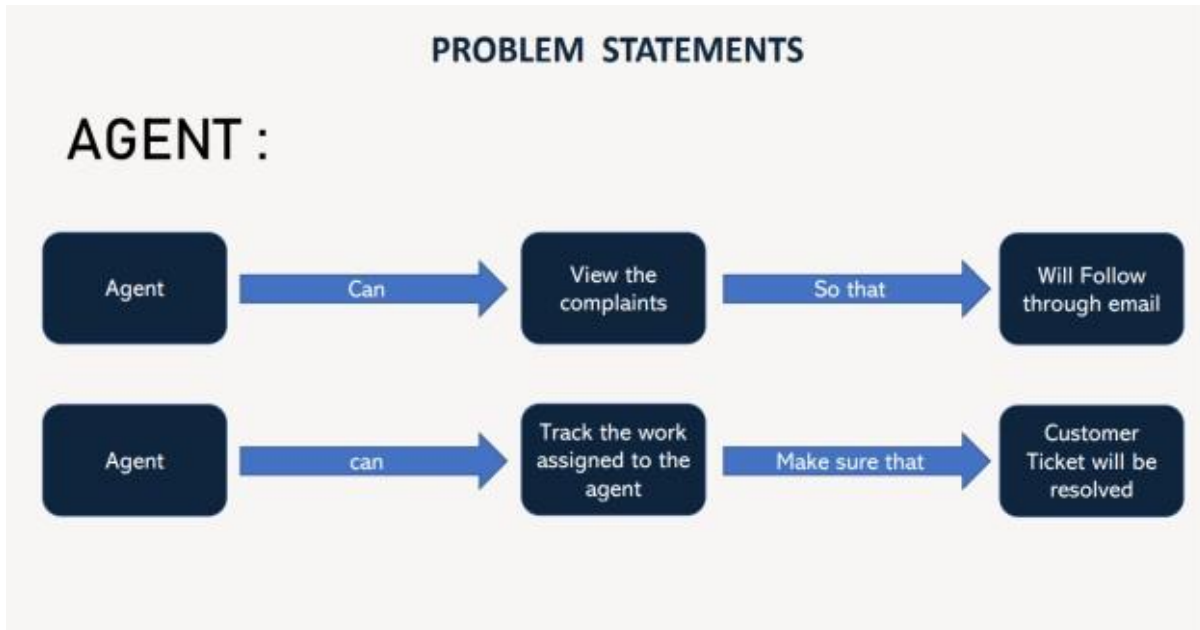 PROBLEM STATEMENTS
AGENT :
Agent
Can
View the
complaints
So that
Will Follow
through email
Agent
can
Track the work
assigned to the
agent
Make sure that
Customer
Ticket will be
resolved